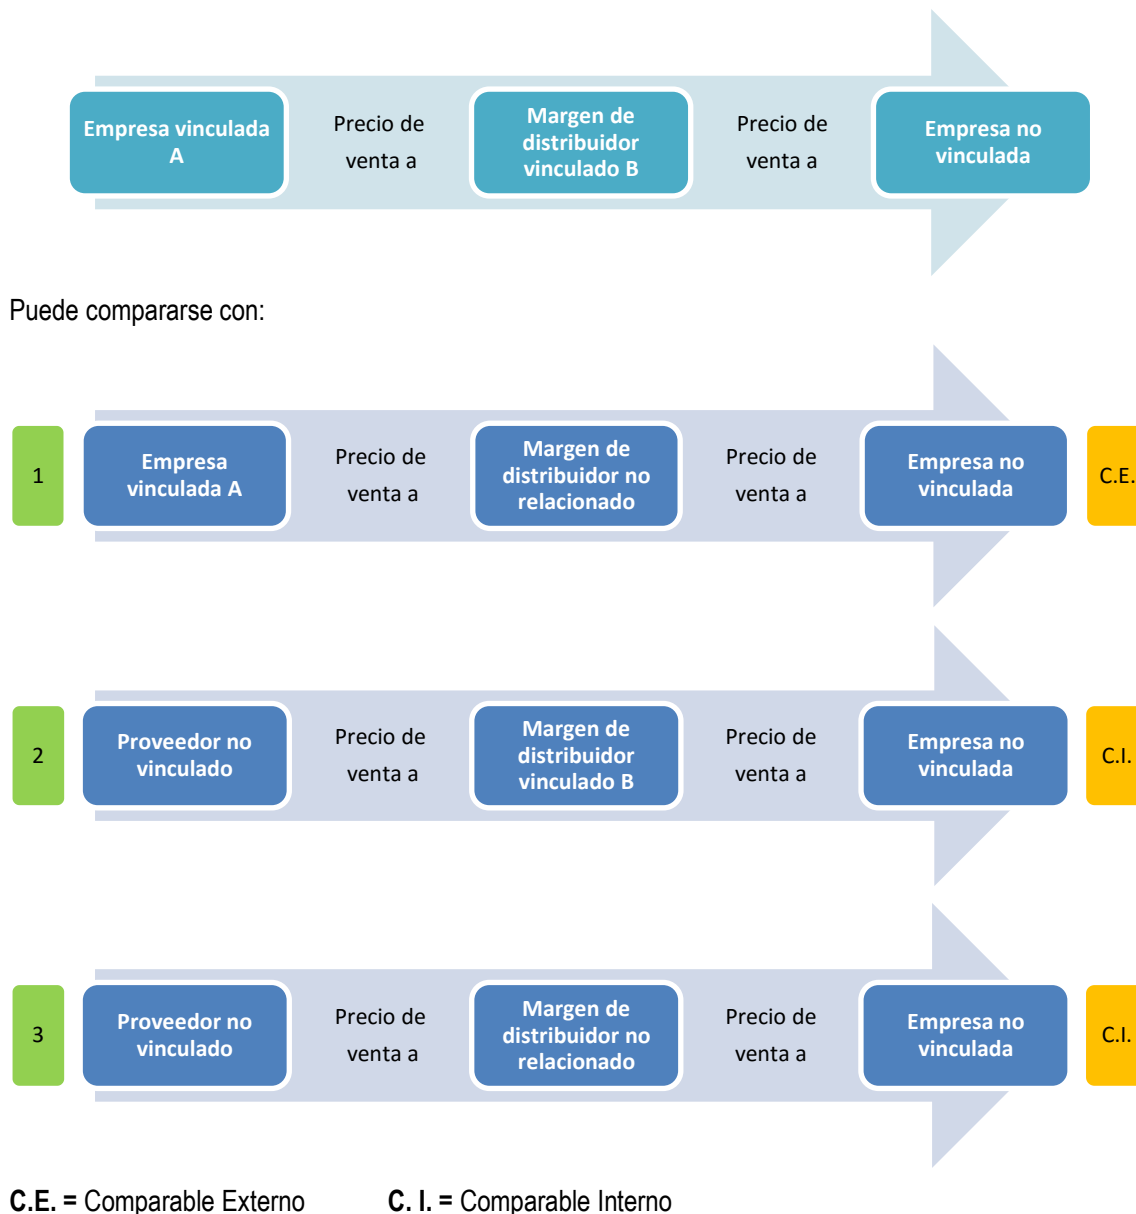 Empresa vinculada
A
Precio de
venta a
Margen de
distribuidor
vinculado B
Precio de
venta a
Empresa no
vinculada
Puede compararse con:
1
Empresa
vinculada A
Precio de
venta a
Margen de
distribuidor no
relacionado
Precio de
venta a
Empresa no
vinculada
C.E.
2
Proveedor no
vinculado
Precio de
venta a
Margen de
distribuidor
vinculado B
Precio de
venta a
Empresa no
vinculada
C.I.
3
Proveedor no
vinculado
Precio de
venta a
Margen de
distribuidor no
relacionado
Precio de
venta a
Empresa no
vinculada
C.I.
C.E. = Comparable Externo C. I. = Comparable Interno